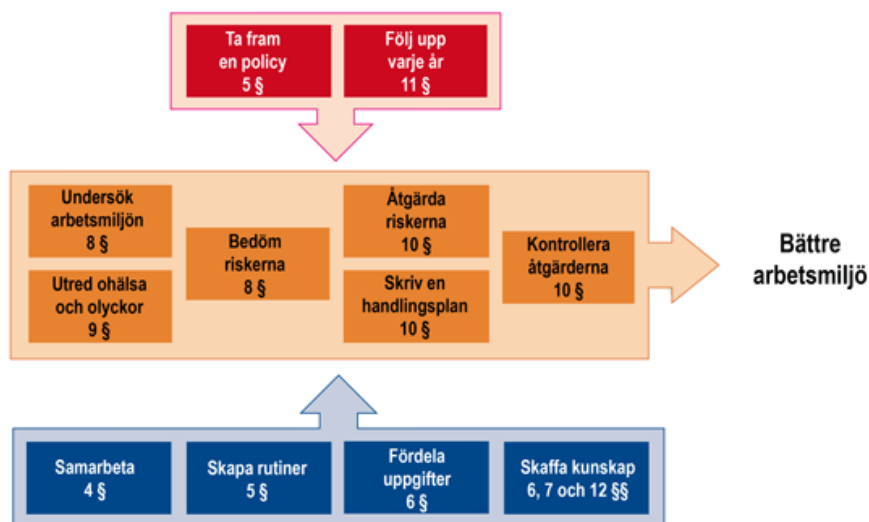 Ta fram
en policy
5 §
Följ upp
varje år
11 §
Undersök
arbetsmiljön
8 §
Utred ohälsa
och olyckor
9 §
Bedöm
riskerna
8 §
Åtgärda
riskerna
10 §
Skriv en
handlingsplan
10 §
Kontrollera
åtgärderna
10 §
Bättre
arbetsmiljö
Samarbeta
4 §
Skapa rutiner
5 §
Fördela
uppgifter
6 §
Skaffa kunskap
6, 7 och 12 §§